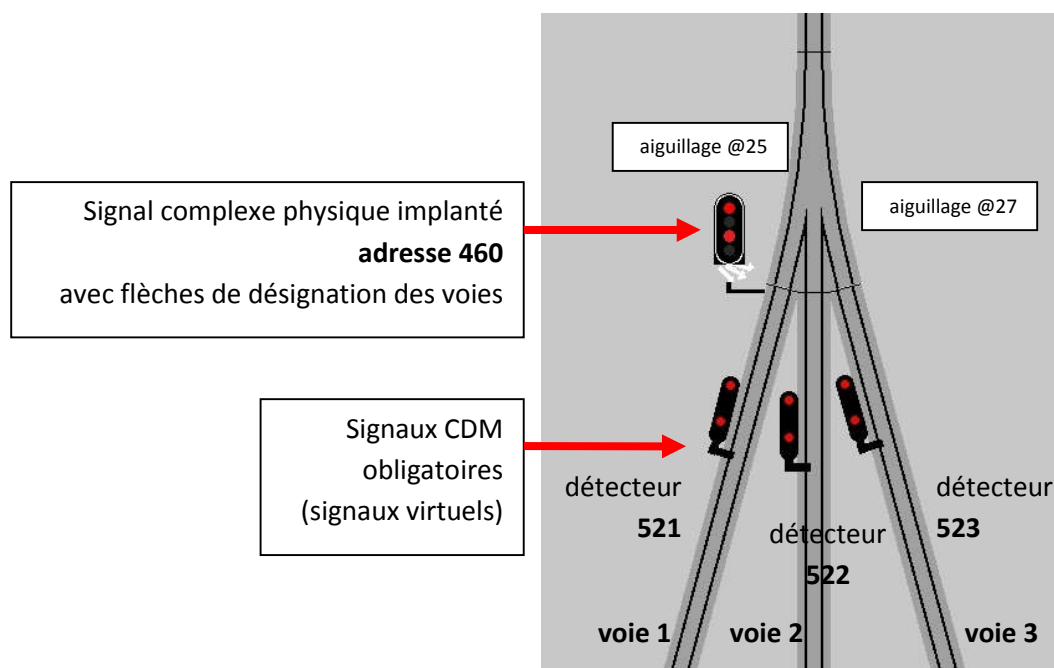 aiguillage @25
aiguillage @27
Signal complexe physique implanté
adresse 460
avec flèches de désignation des voies
Signaux CDM
obligatoires
(signaux virtuels)
détecteur
521
détecteur
522
détecteur
523
voie 1
voie 2
voie 3